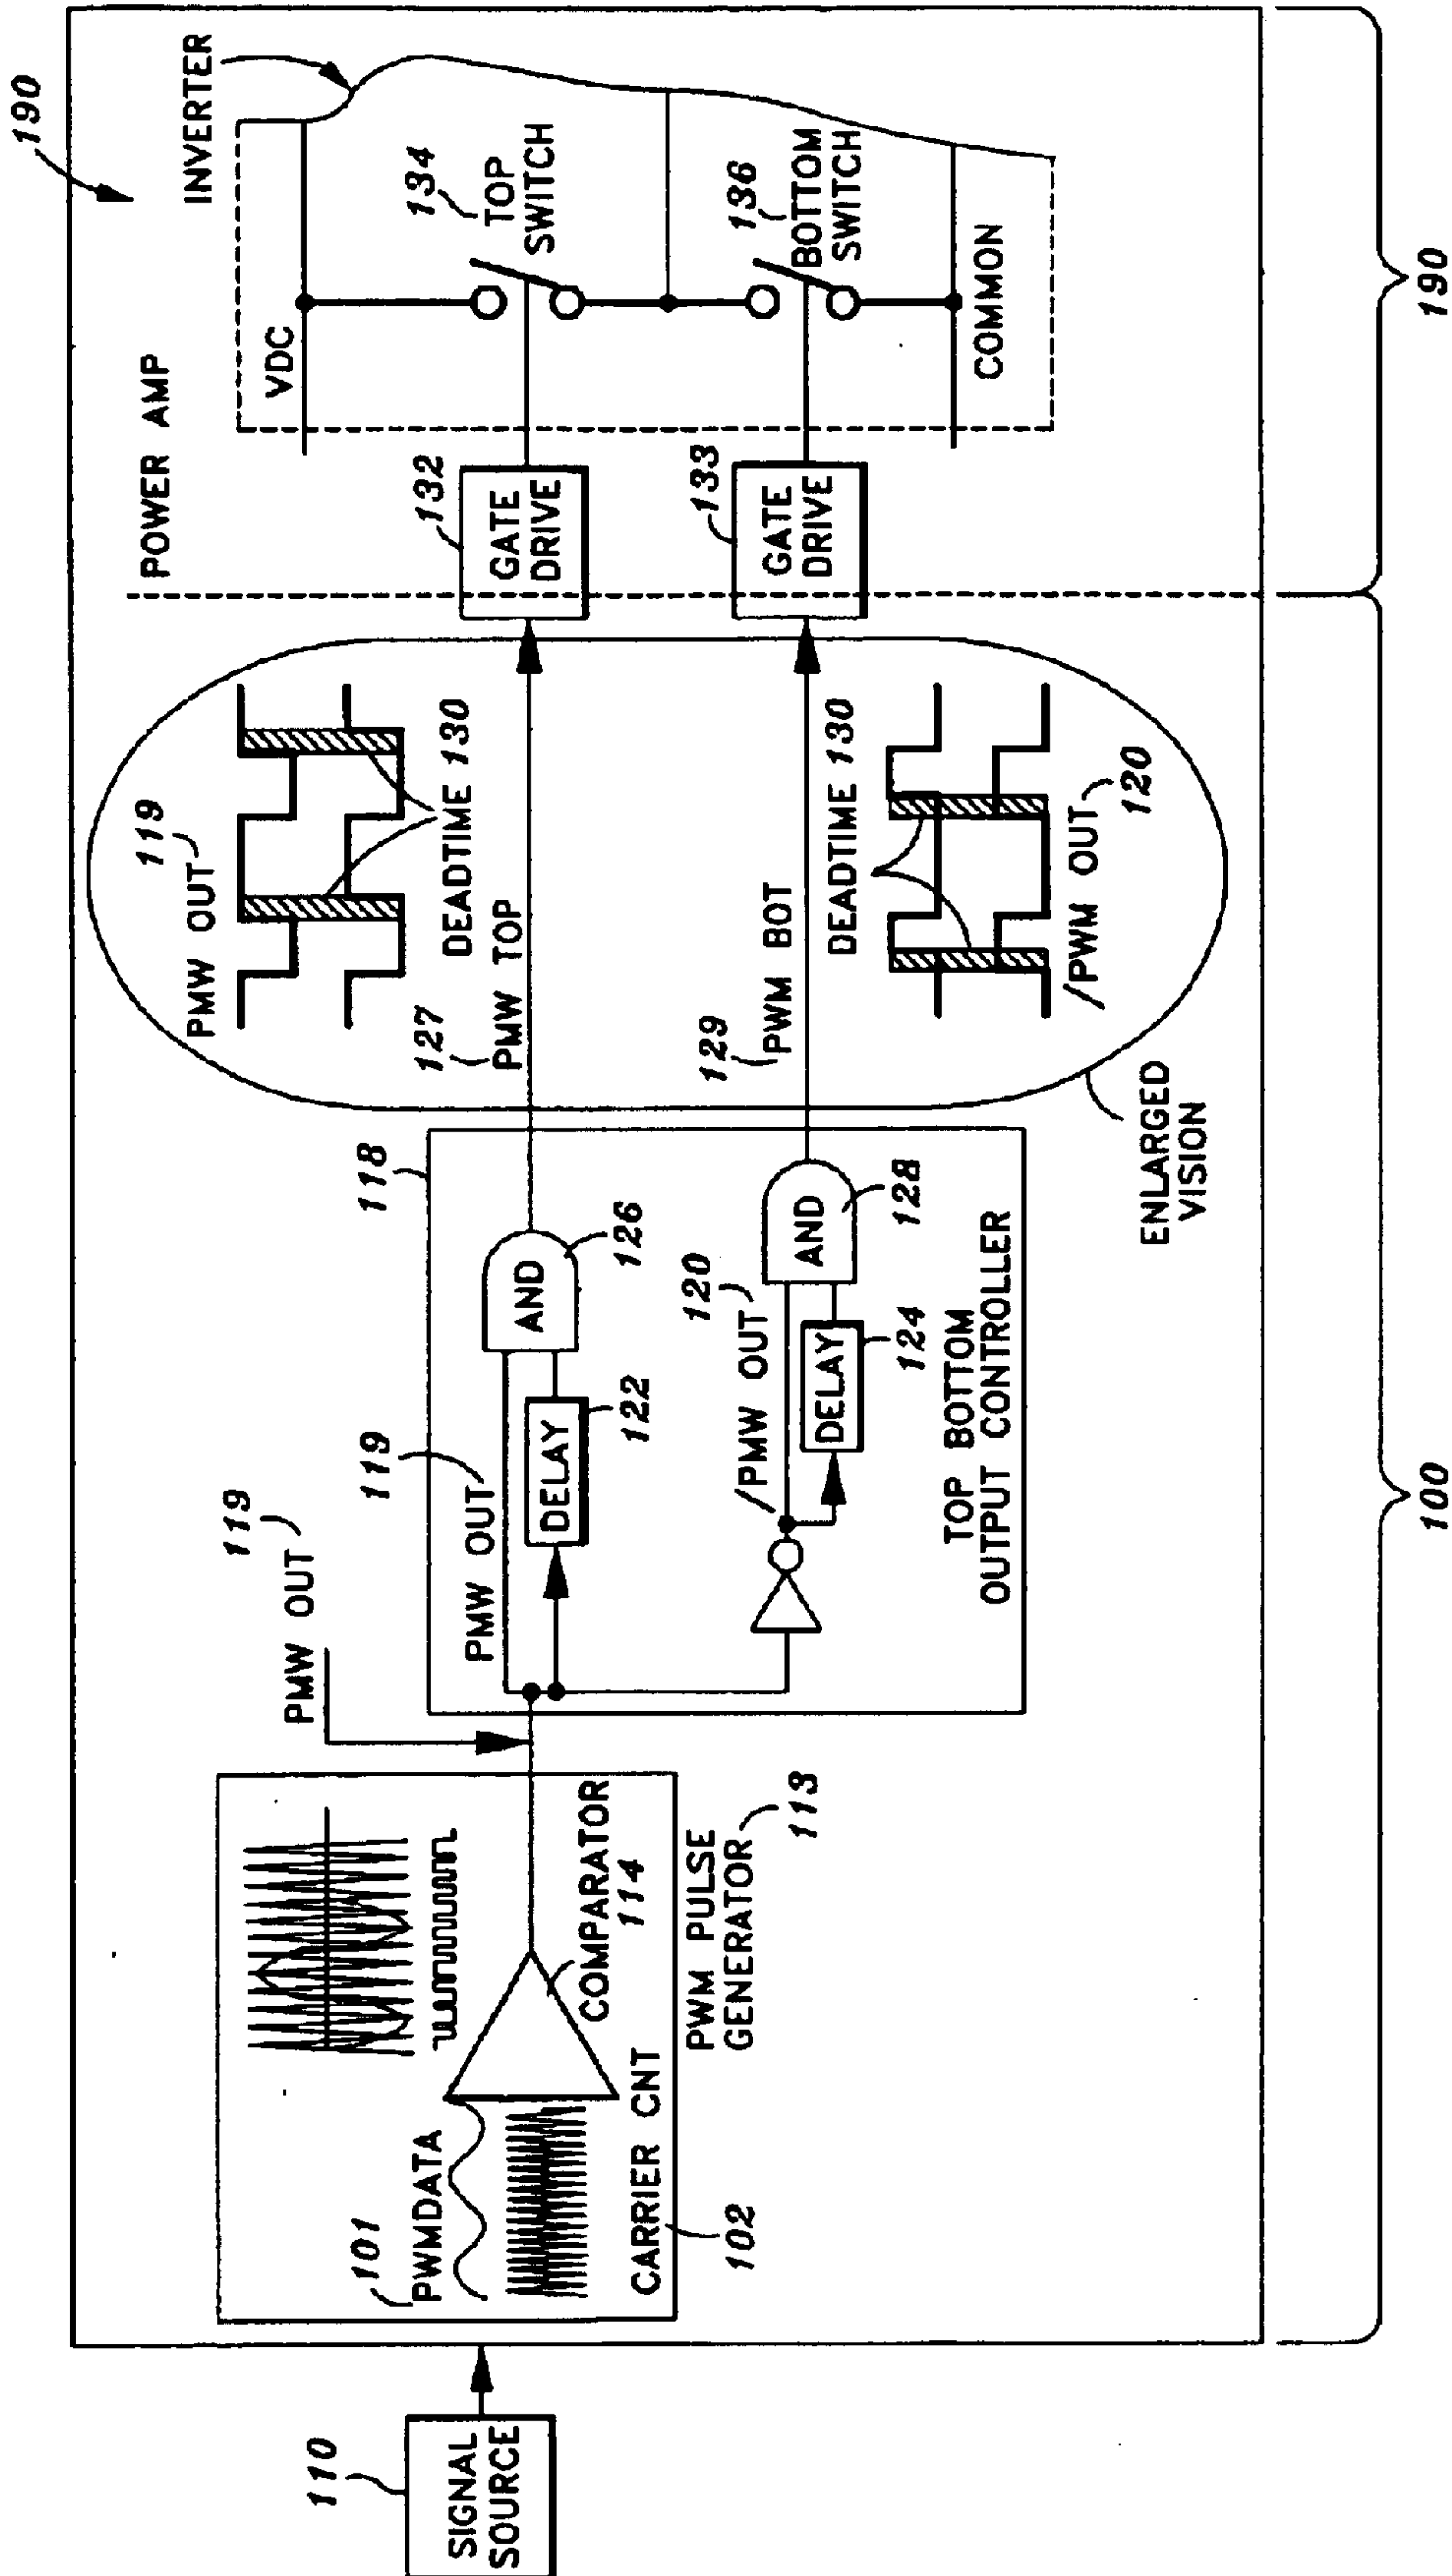 110
SIGNAL
SOURCE
101
PWMDATA
CARRIER CNT
102
COMPARATOR
114
PWM PULSE
GENERATOR
113
PMW OUT
119
118
119
PMW OUT
DELAY
122
AND
126
/PMW OUT
120
DELAY
124
AND
128
TOP BOTTOM
OUTPUT CONTROLLER
PMW OUT
119
DEADTIME 130
127
PMW TOP
129
PWM BOT
DEADTIME 130
/PWM OUT
120
ENLARGED
VISION
POWER AMP
132
GATE
DRIVE
133
GATE
DRIVE
INVERTER
190
VDC
134
TOP
SWITCH
136
BOTTOM
SWITCH
COMMON
100
190